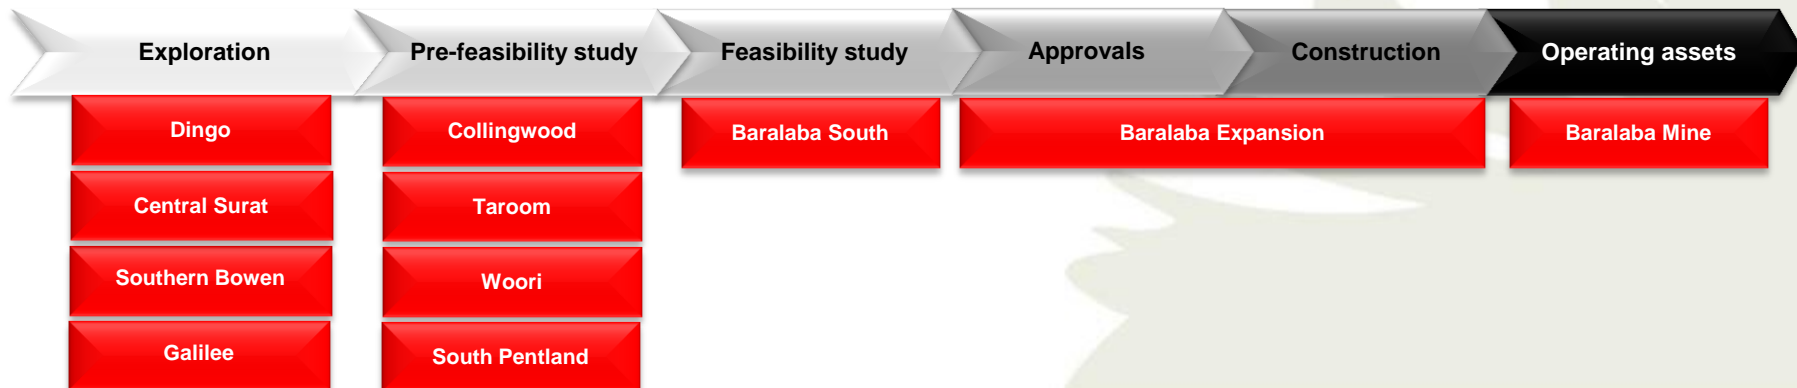 Exploration
Pre-feasibility study
Feasibility study
Approvals
Construction
Operating assets
Dingo
Collingwood
Baralaba South
Baralaba Expansion
Baralaba Mine
Central Surat
Taroom
Southern Bowen
Woori
Galilee
South Pentland